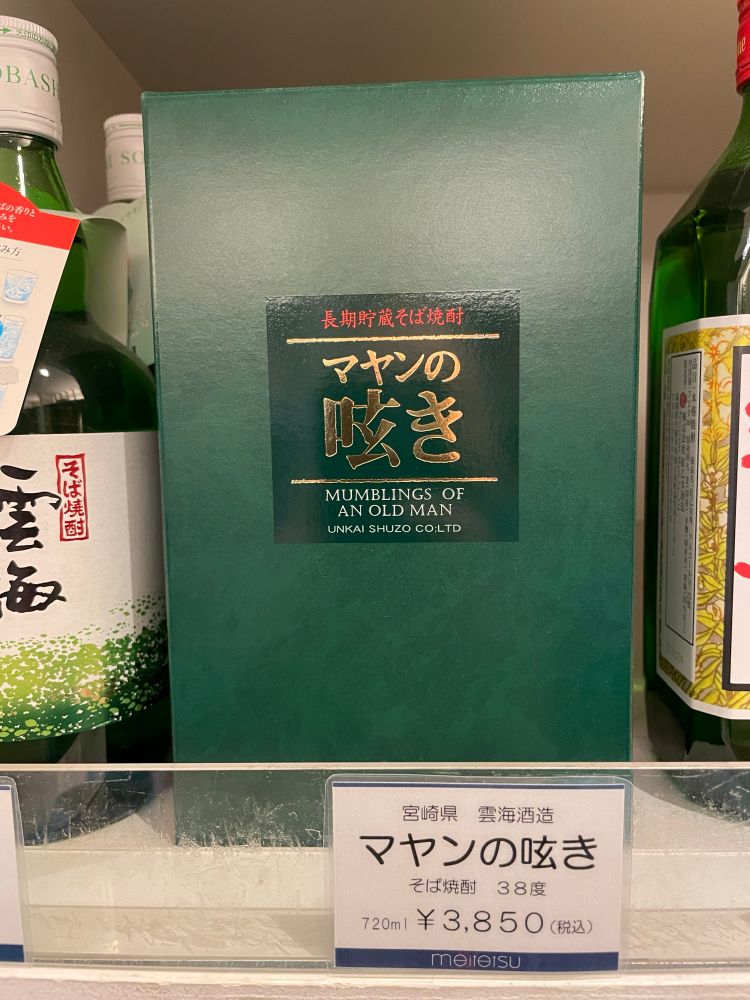 長期貯蔵そば焼酎
マヤンの
呟き
MUMBLINGS OF
AN OLD MAN
UNKAI SHUZO CO:LTD
そば焼酎
雲海
宮崎県 雲海酒造
マヤンの呟き
そば焼酎 38度
720ml ¥3,850(税込)
meitetsu